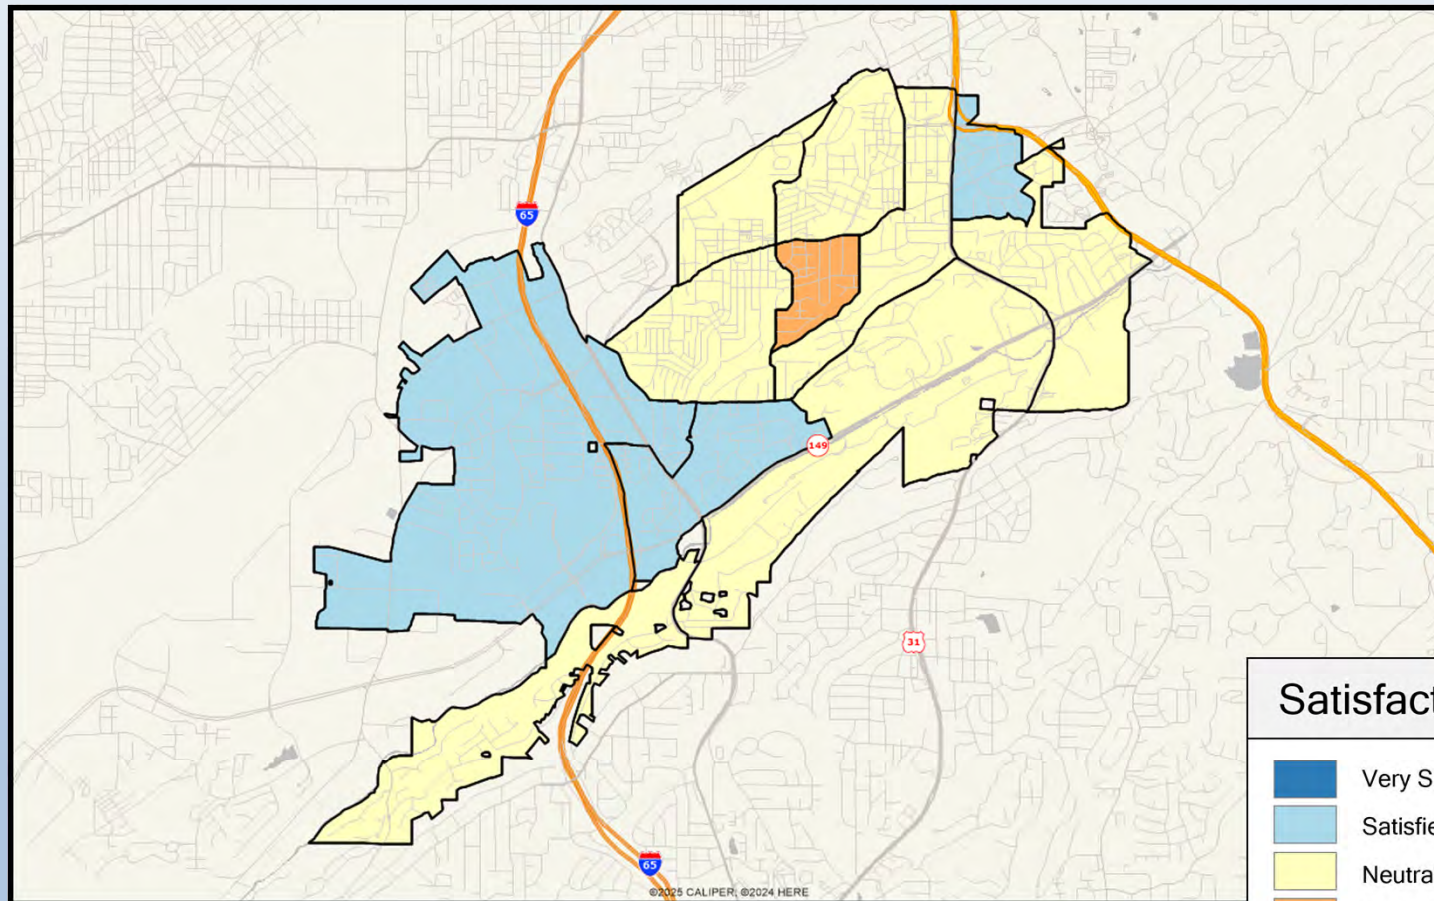 65
149
31
65
©2025 CALIPER; ©2024 HERE
Satisfact
Very S
Satisfie
Neutra